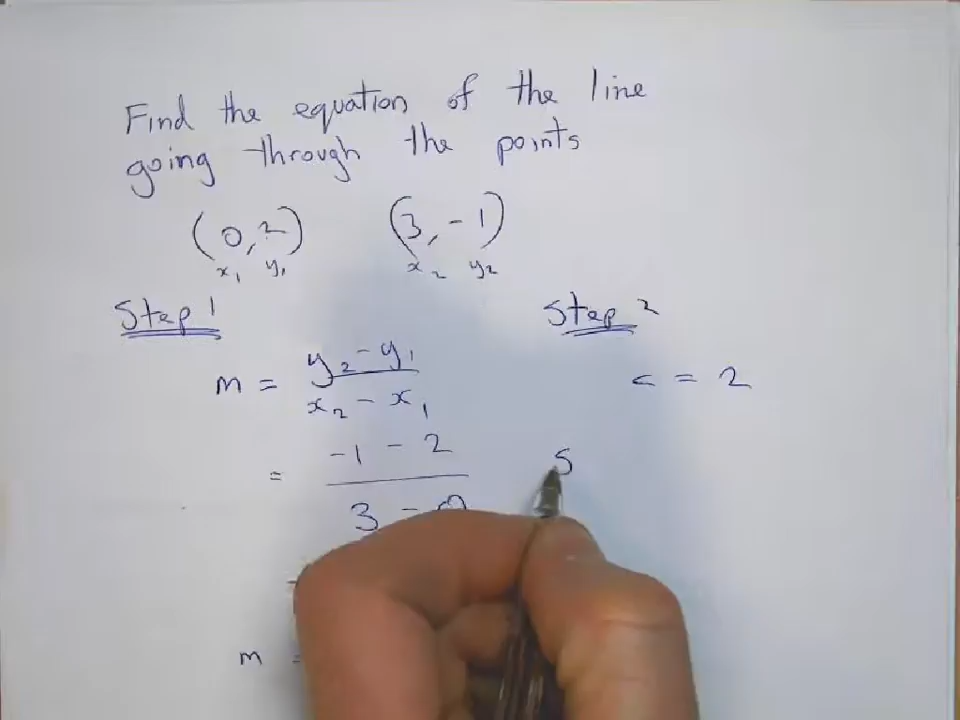 Find the equation of the line
going through the points
(0, 2) (3, -1)
x₁ y₁ x₂ y₂
Step 1
m = y₂ - y₁ / x₂ - x₁
= -1 - 2 / 3 - 0
m =
Step 2
c = 2
S